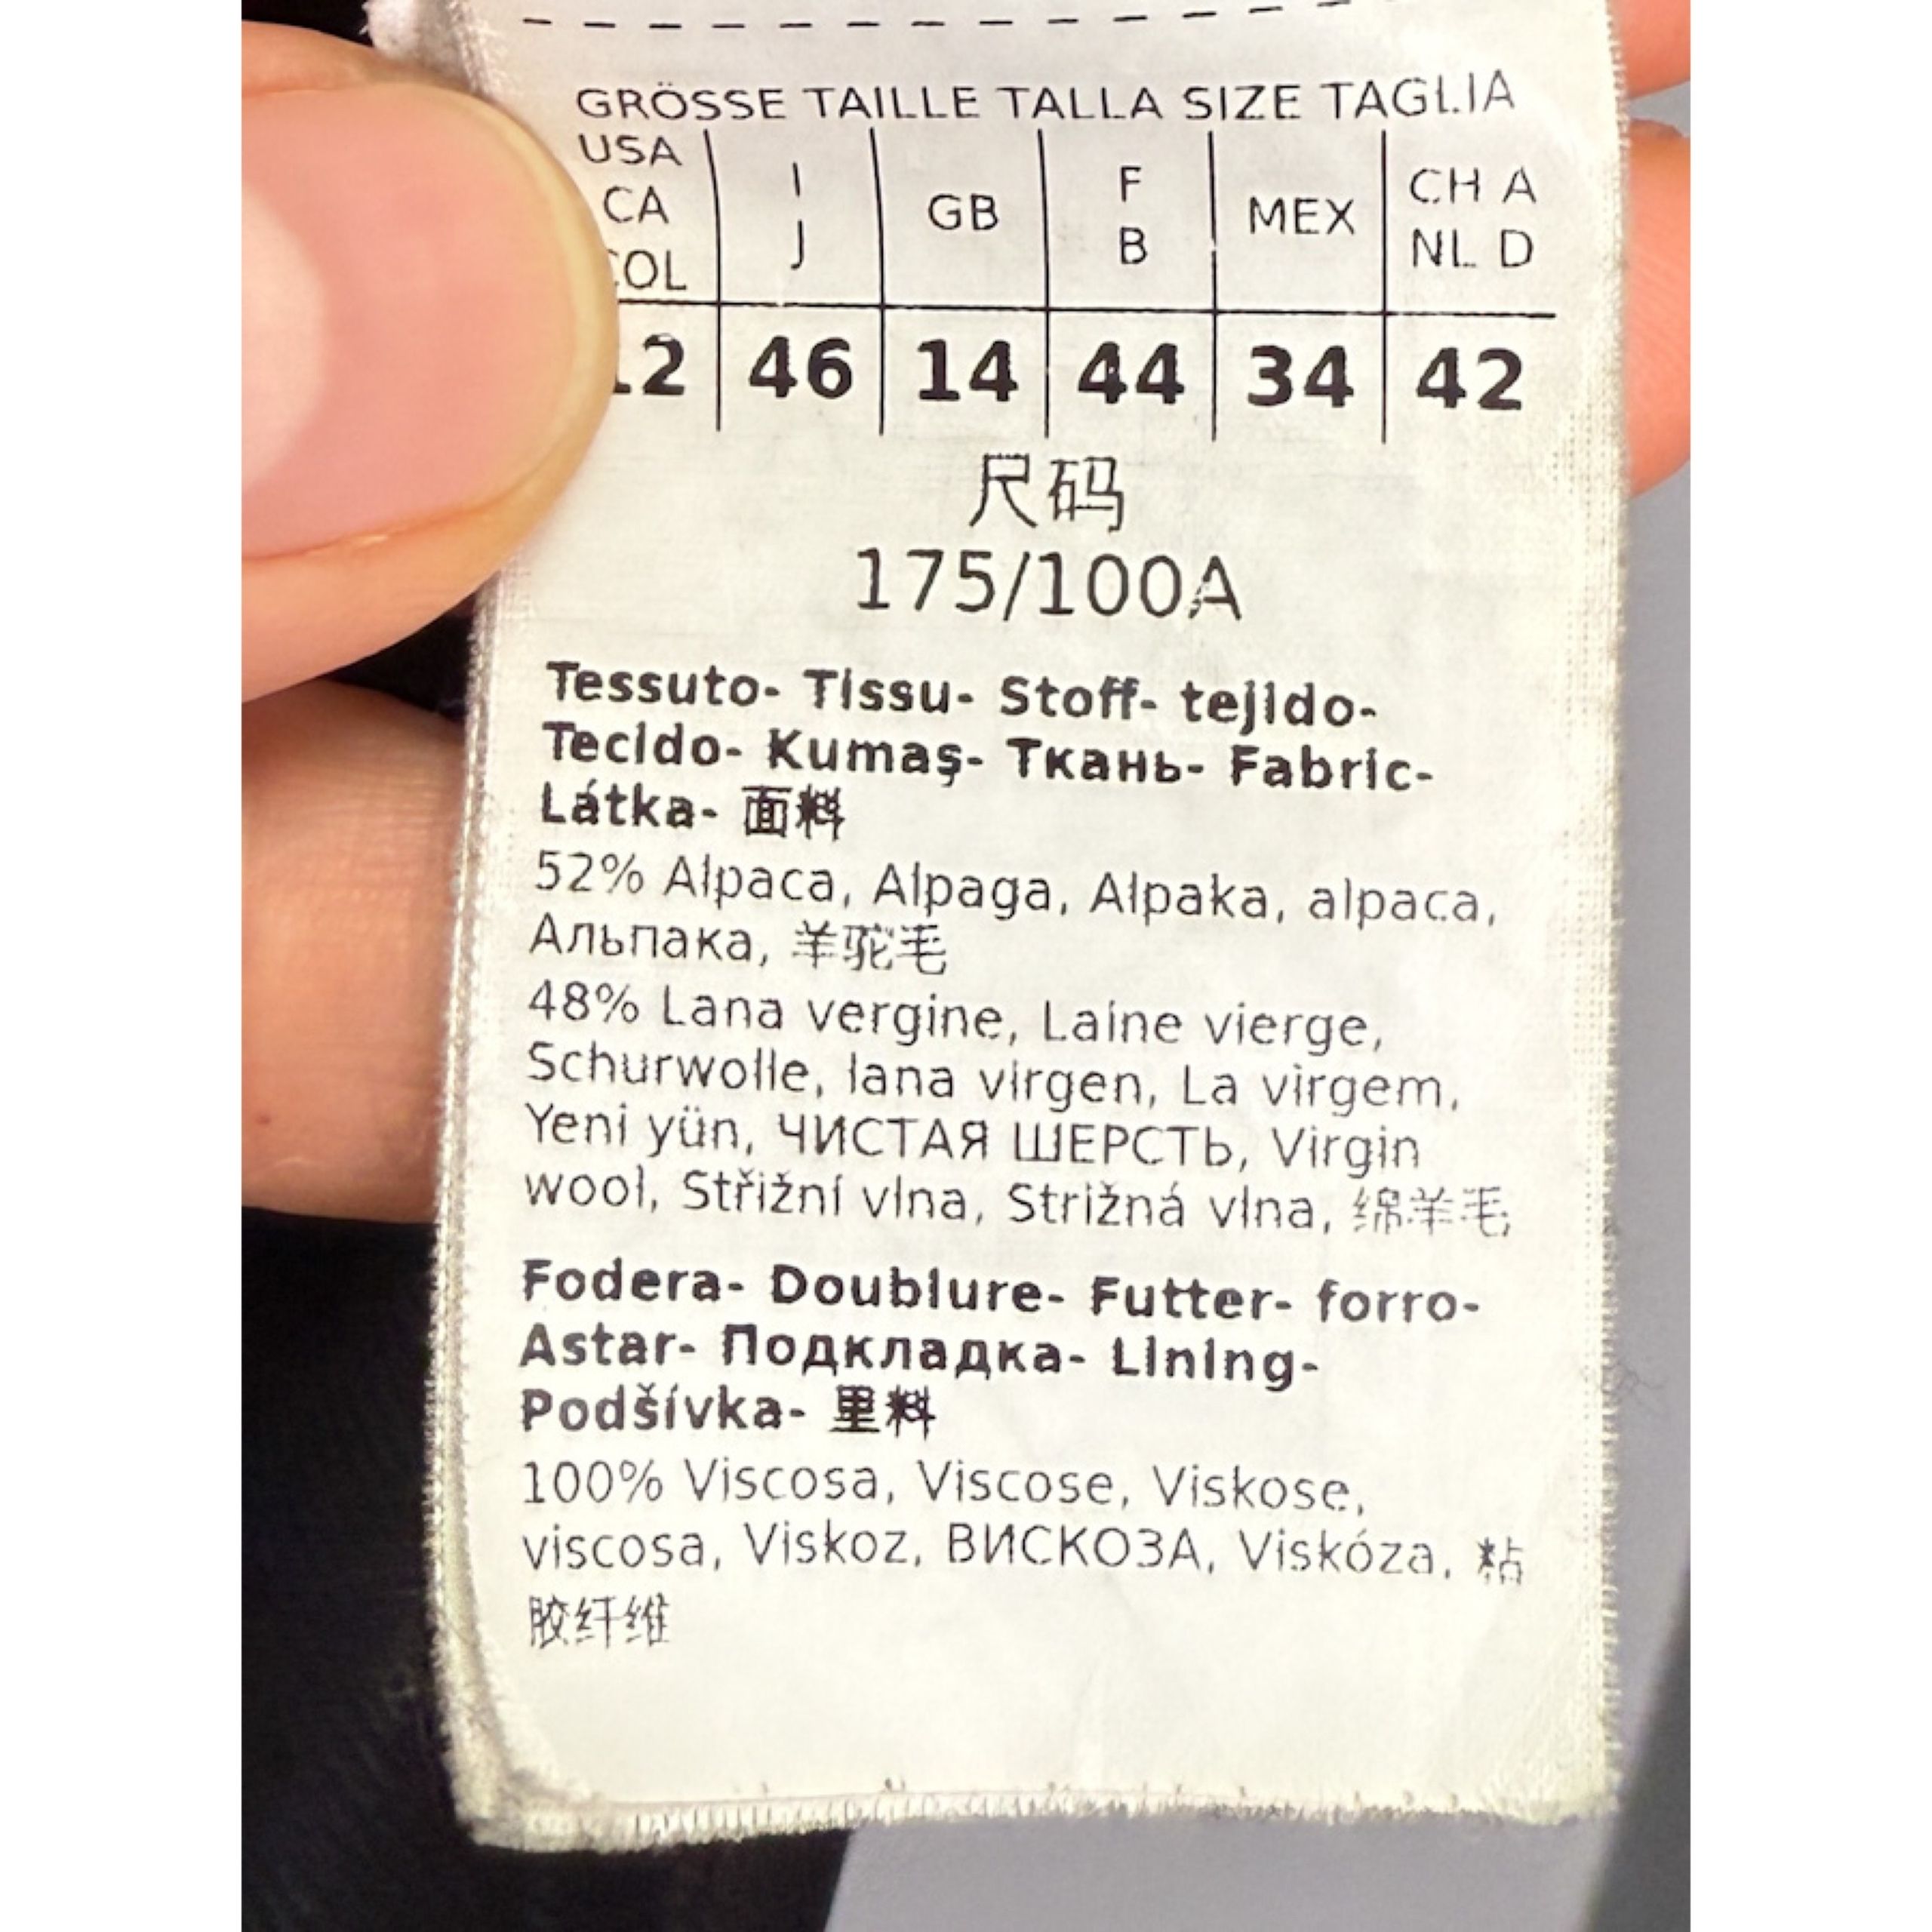 GRÖSSE TAILLE TALLA SIZE TAGLIA
USA I GB F MEX CH A
CA J B NL D
OL
2 46 14 44 34 42
尺码
175/100A
Tessuto- Tissu- Stoff- tejido-
Tecido- Kumaş- Ткань- Fabric-
Látka- 面料
52% Alpaca, Alpaga, Alpaka, alpaca,
Альпака, 羊驼毛
48% Lana vergine, Laine vierge,
Schurwolle, lana virgen, La virgem,
Yeni yün, ЧИСТАЯ ШЕРСТЬ, Virgin
wool, Střižní vlna, Strižná vlna, 绵羊毛
Fodera- Doublure- Futter- forro-
Astar- Подкладка- Lining-
Podšívka- 里料
100% Viscosa, Viscose, Viskose,
viscosa, Viskoz, ВИСКОЗА, Viskóza, 粘
胶纤维